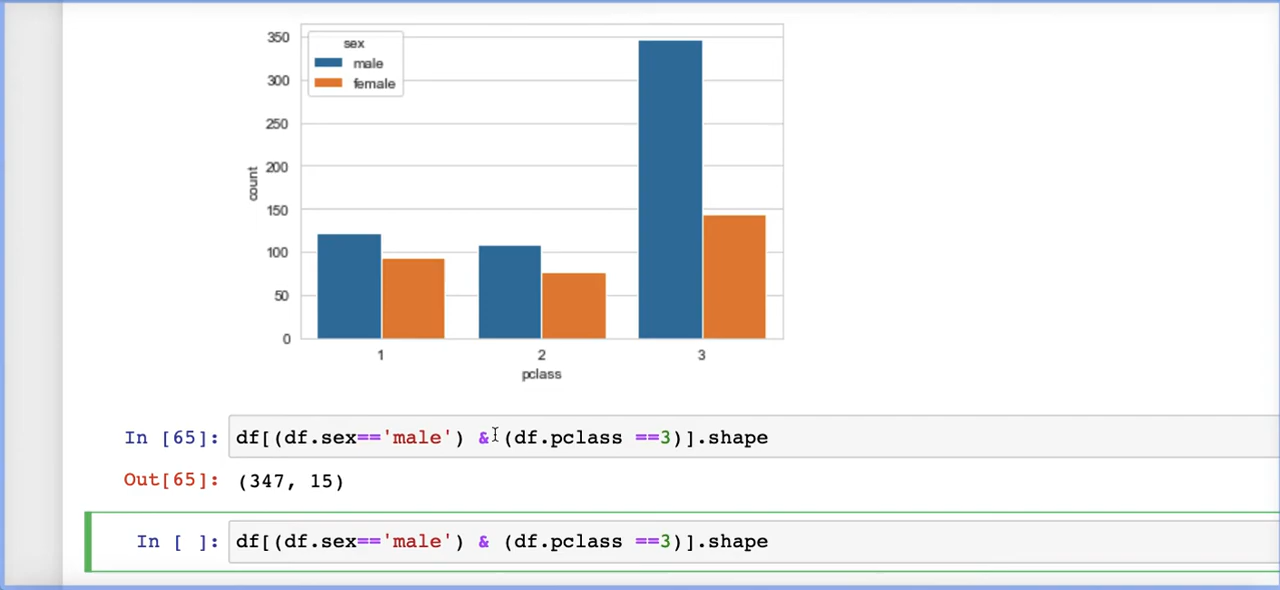 350
300
250
200
150
100
50
0
count
sex
male
female
1 2 3
pclass
In [65]: df[(df.sex=='male') & (df.pclass ==3)].shape
Out[65]: (347, 15)
In [ ]: df[(df.sex=='male') & (df.pclass ==3)].shape